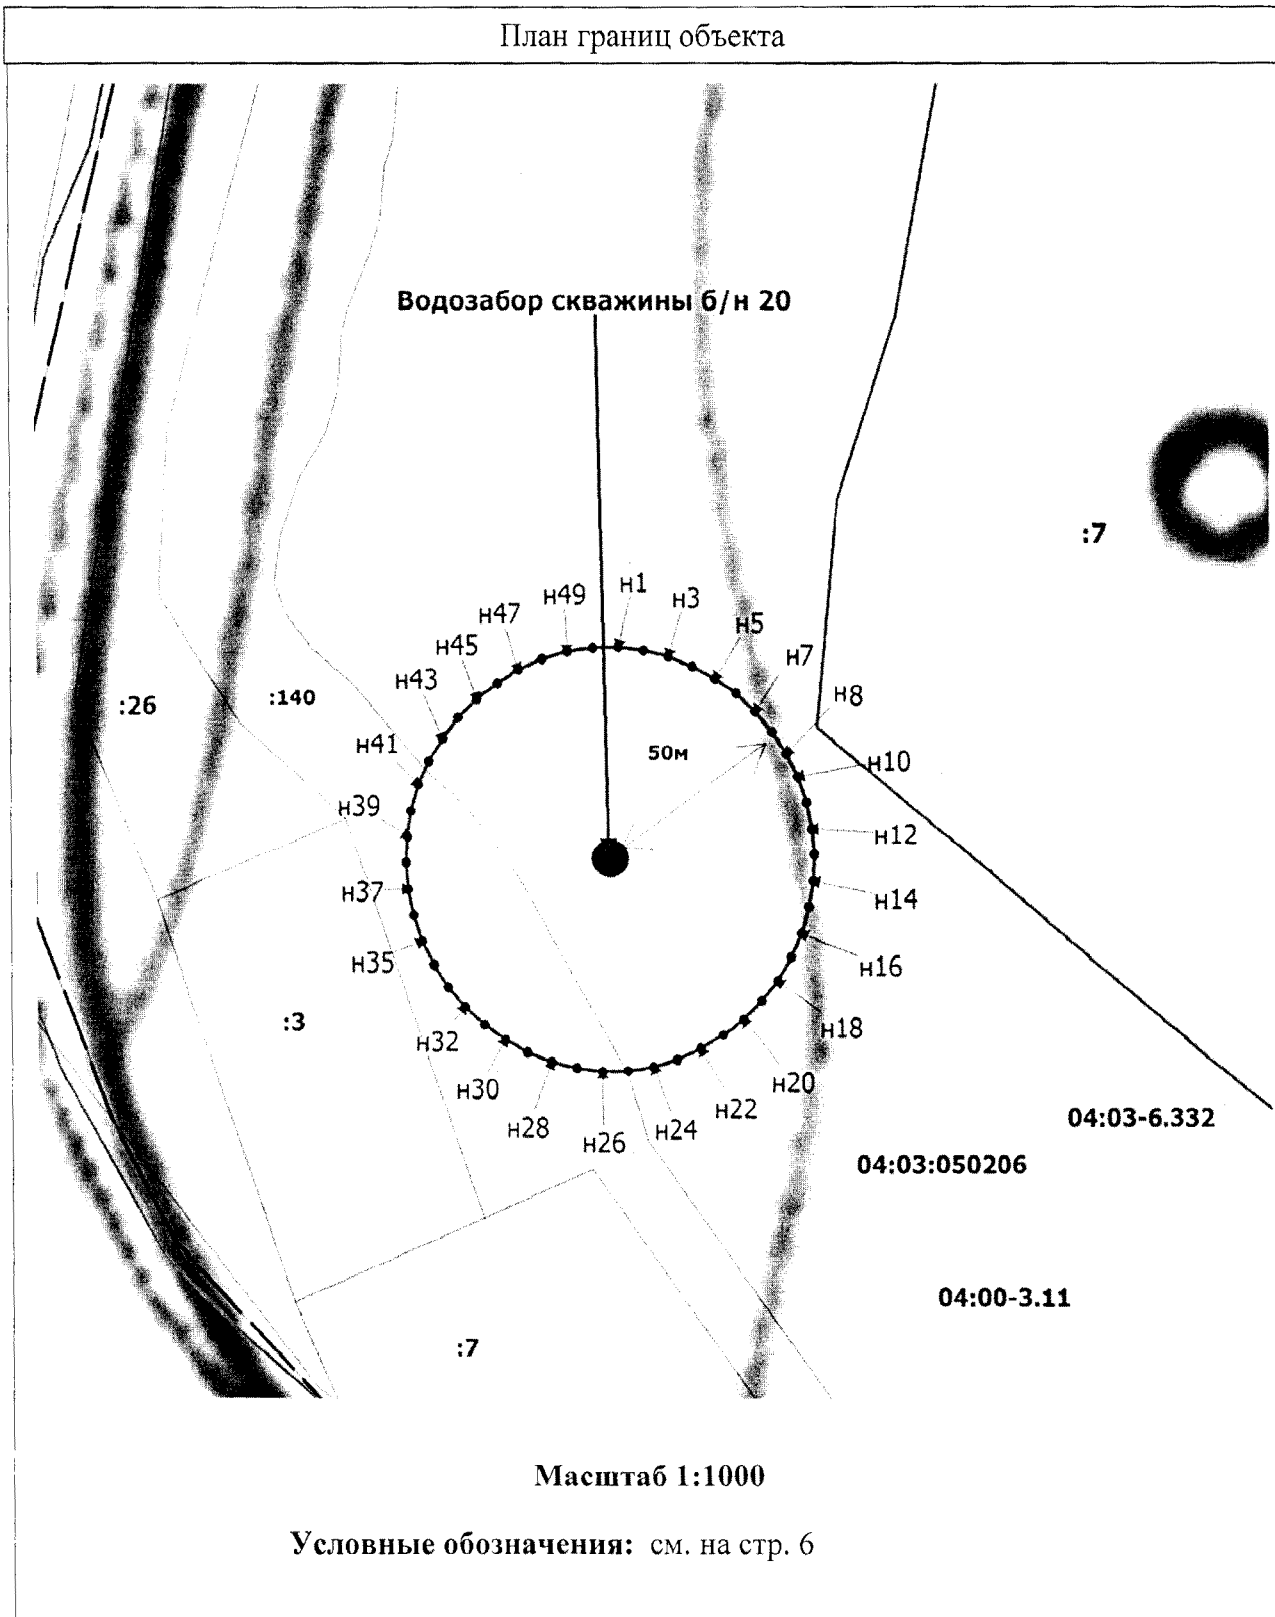 План границ объекта
Водозабор скважины б/н 20
:7
н1
н3
н49
н47
н5
н45
н7
н43
н8
:26
:140
н41
50м
н10
н39
н12
н37
н14
н35
н16
:3
н32
н18
н30
н20
н28
н22
н26
н24
04:03-6.332
04:03:050206
04:00-3.11
:7
Масштаб 1:1000
Условные обозначения: см. на стр. 6